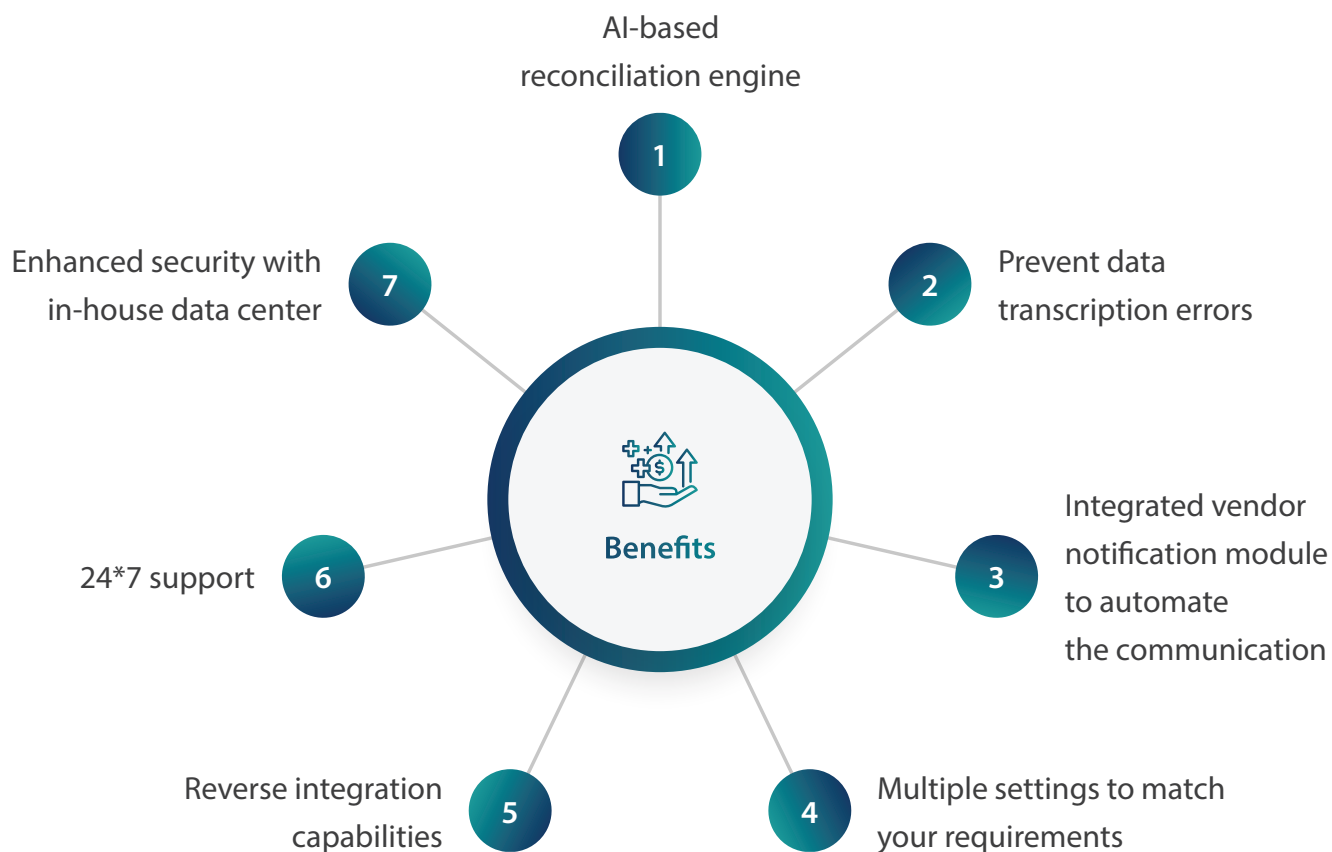 AI-based
reconciliation engine
1
2
Prevent data
transcription errors
3
Integrated vendor
notification module
to automate
the communication
4
Multiple settings to match
your requirements
5
Reverse integration
capabilities
6
24*7 support
7
Enhanced security with
in-house data center
$
Benefits